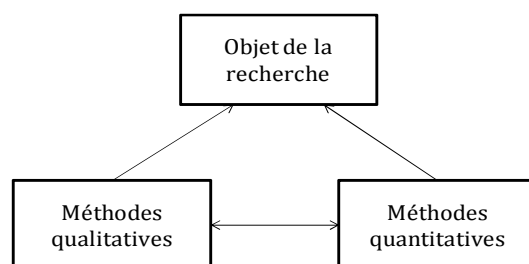 Objet de la
recherche
Méthodes
qualitatives
Méthodes
quantitatives